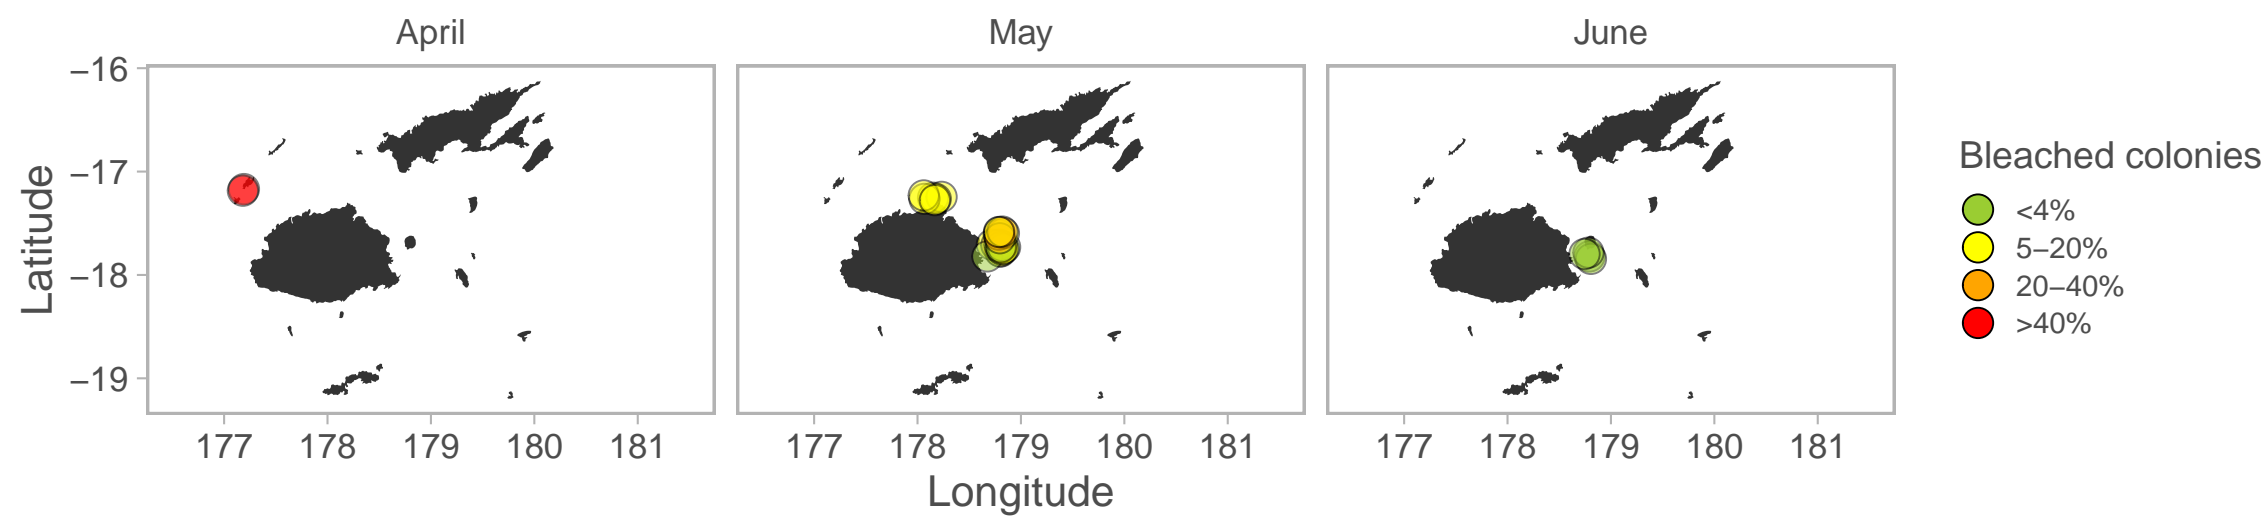 April
May
June
−16
−17
−18
−19
Latitude
177 178 179 180 181
177 178 179 180 181
177 178 179 180 181
Longitude
Bleached colonies
<4%
5−20%
20−40%
>40%